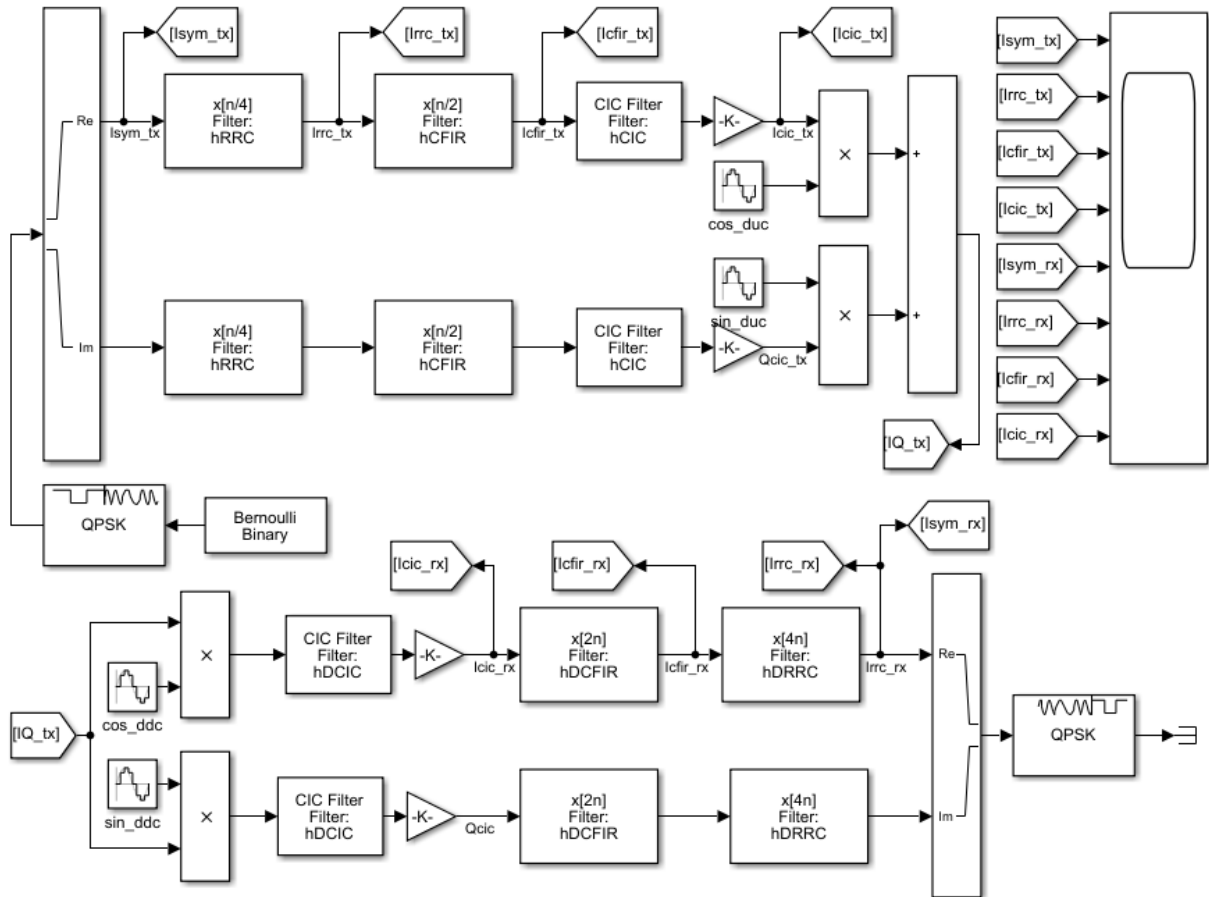 [Isym_tx]
[Irrc_tx]
[Icfir_tx]
[Icic_tx]
Re
Isym_tx
x[n/4]
Filter:
hRRC
Irrc_tx
x[n/2]
Filter:
hCFIR
Icfir_tx
CIC Filter
Filter:
hCIC
-K-
Icic_tx
×
+
cos_duc
sin_duc
Im
x[n/4]
Filter:
hRRC
x[n/2]
Filter:
hCFIR
CIC Filter
Filter:
hCIC
-K-
Qcic_tx
×
+
[IQ_tx]
[Isym_tx]
[Irrc_tx]
[Icfir_tx]
[Icic_tx]
[Isym_rx]
[Irrc_rx]
[Icfir_rx]
[Icic_rx]
QPSK
Bernoulli
Binary
[Icic_rx]
[Icfir_rx]
[Irrc_rx]
[Isym_rx]
×
CIC Filter
Filter:
hDCIC
-K-
Icic_rx
x[2n]
Filter:
hDCFIR
Icfir_rx
x[4n]
Filter:
hDRRC
Irrc_rx
Re
cos_ddc
[IQ_tx]
sin_ddc
×
CIC Filter
Filter:
hDCIC
-K-
Qcic
x[2n]
Filter:
hDCFIR
x[4n]
Filter:
hDRRC
Im
QPSK